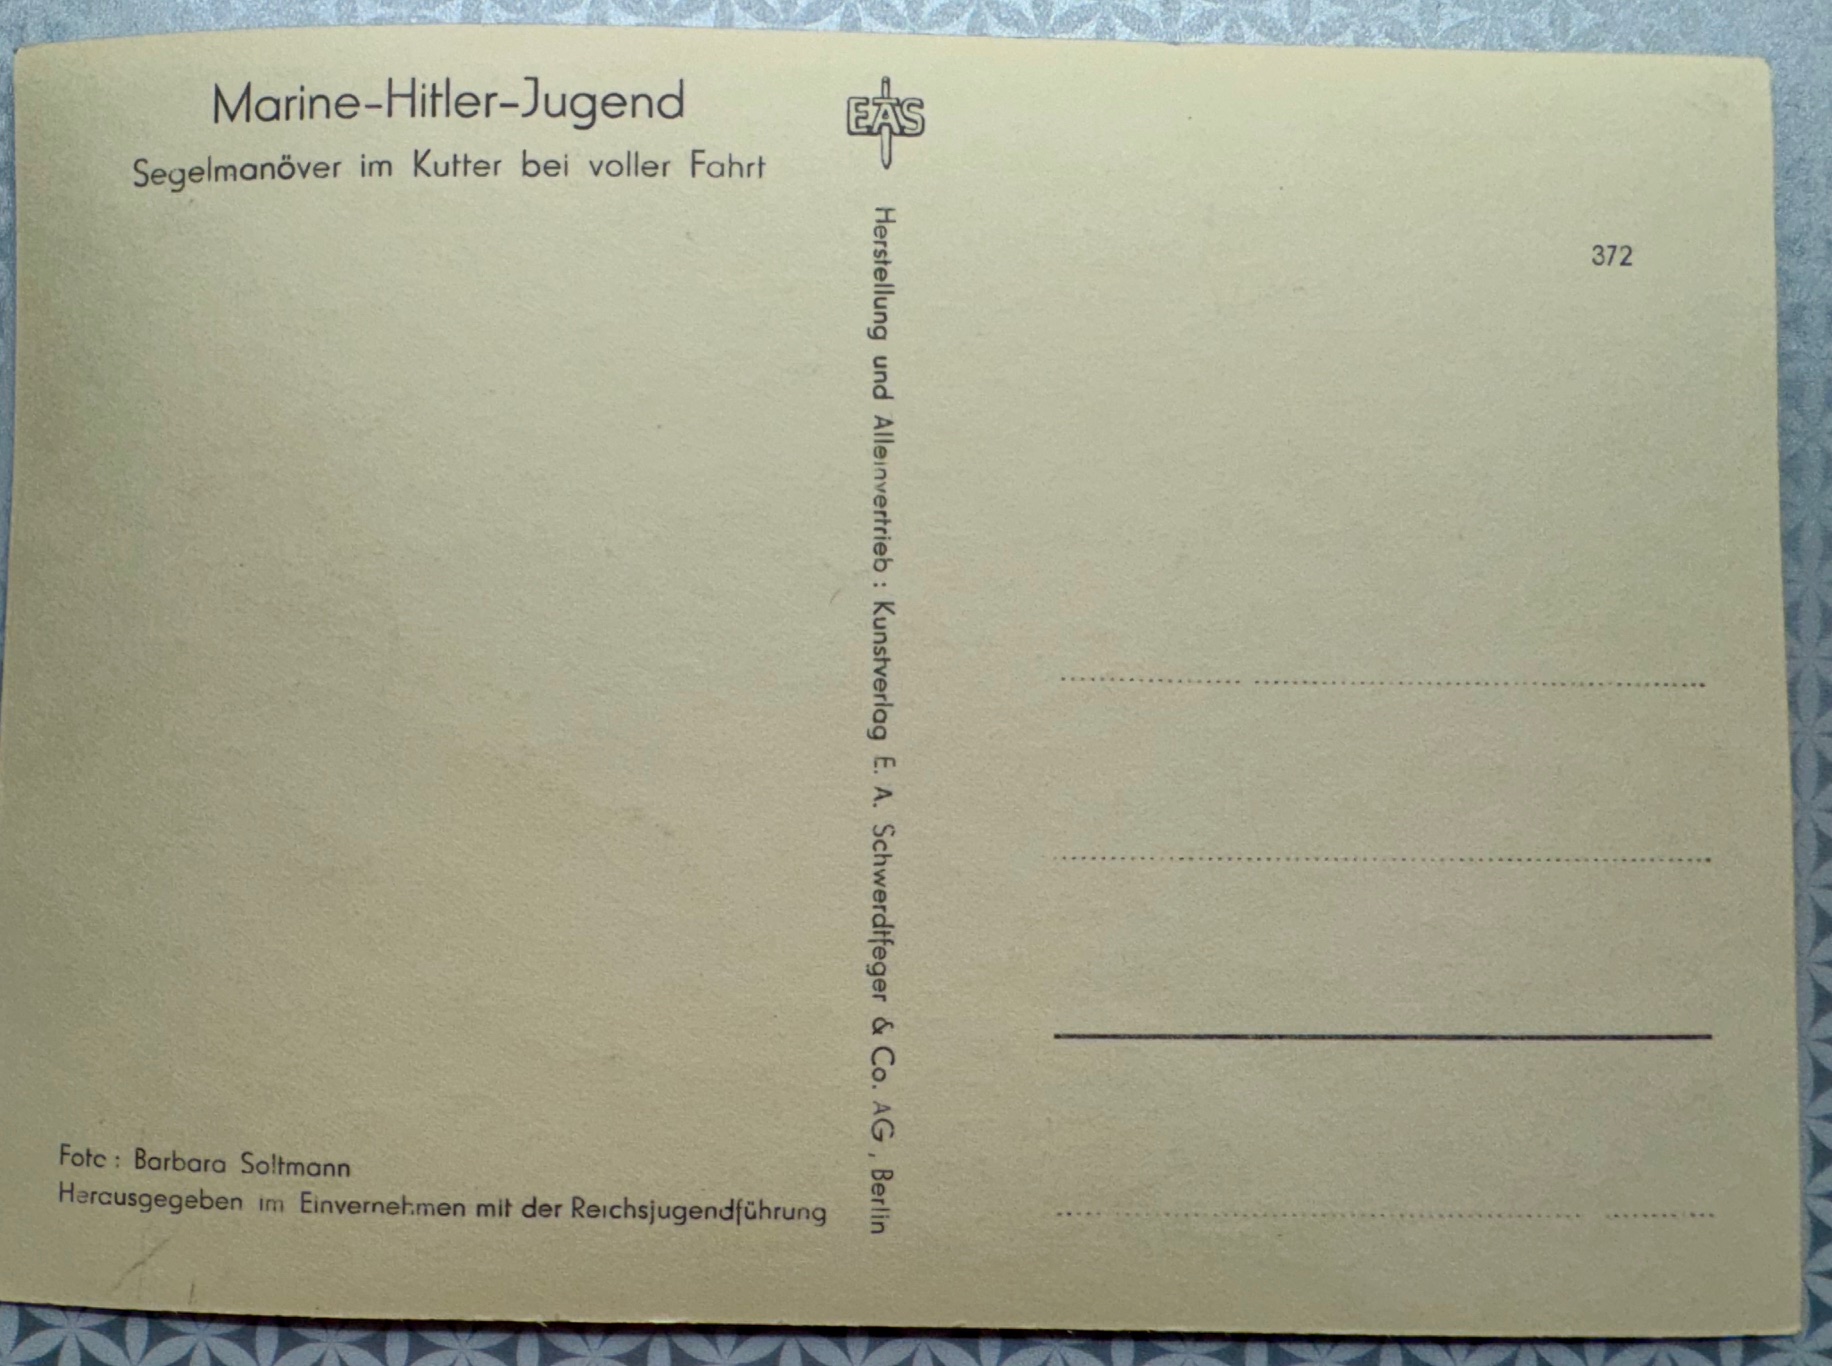 Marine-Hitler-Jugend
Segelmanöver im Kutter bei voller Fahrt
EAS
Herstellung und Alleinvertrieb : Kunstverlag E. A. Schwerdtfeger & Co. AG , Berlin
372
Foto : Barbara Soltmann
Herausgegeben im Einvernehmen mit der Reichsjugendführung